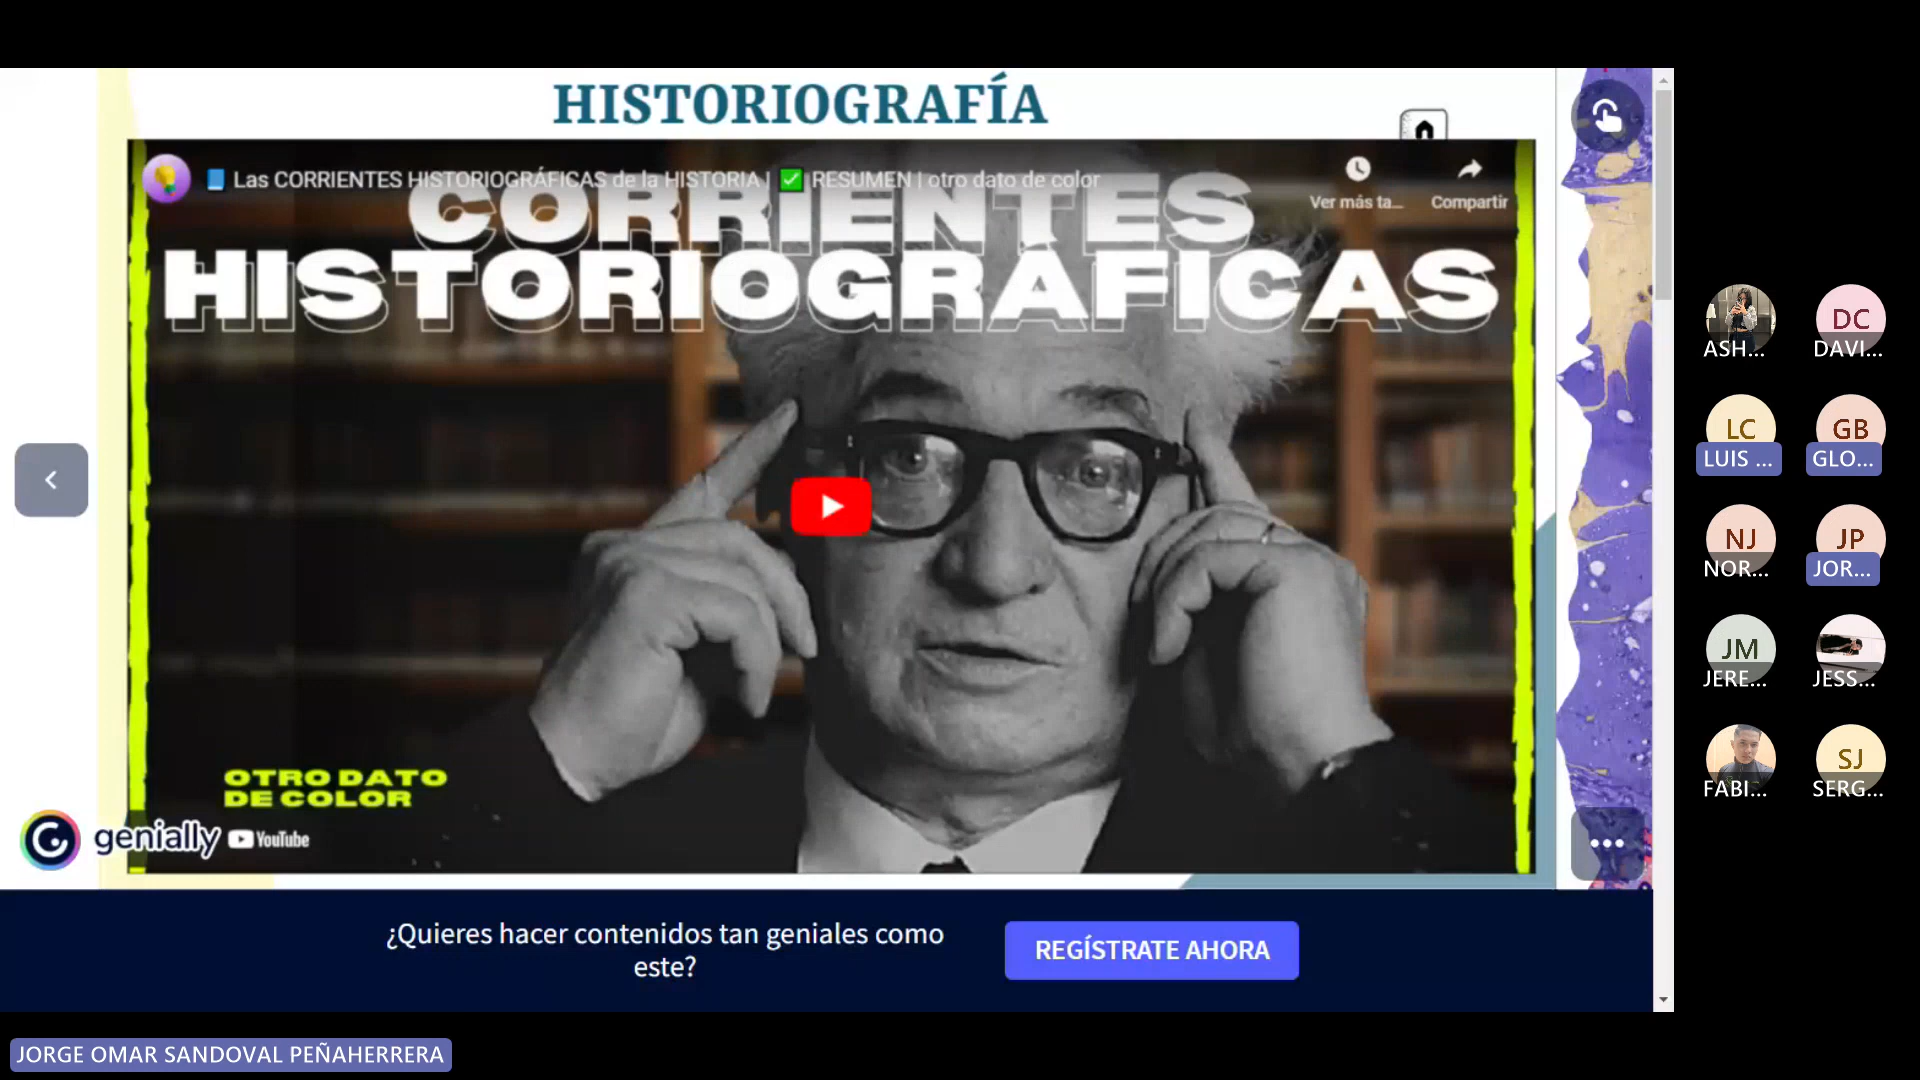 HISTORIOGRAFÍA
📘 Las CORRIENTES HISTORIOGRÁFICAS de la HISTORIA | ✅ RESUMEN | otro dato de color
Ver más ta...
Compartir
CORRIENTES
HISTORIOGRÁFICAS
OTRO DATO
DE COLOR
genially
YouTube
¿Quieres hacer contenidos tan geniales como
este?
REGÍSTRATE AHORA
ASH...
DC
DAVI...
LC
LUIS ...
GB
GLO...
NJ
NOR...
JP
JOR...
JM
JERE...
JESS...
FABI...
SJ
SERG...
JORGE OMAR SANDOVAL PEÑAHERRERA